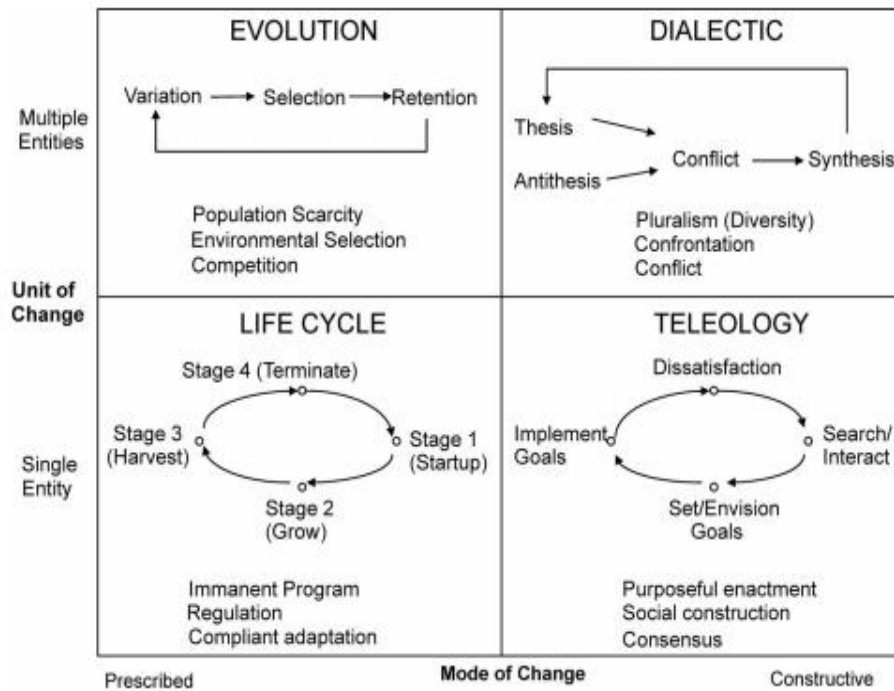 EVOLUTION
Variation Selection Retention
Population Scarcity
Environmental Selection
Competition
DIALECTIC
Thesis
Antithesis
Conflict
Synthesis
Pluralism (Diversity)
Confrontation
Conflict
Multiple
Entities
Unit of
Change
Single
Entity
LIFE CYCLE
Stage 4 (Terminate)
Stage 3
(Harvest)
Stage 1
(Startup)
Stage 2
(Grow)
Immanent Program
Regulation
Compliant adaptation
TELEOLOGY
Dissatisfaction
Implement
Goals
Search/
Interact
Set/Envision
Goals
Purposeful enactment
Social construction
Consensus
Prescribed
Mode of Change
Constructive